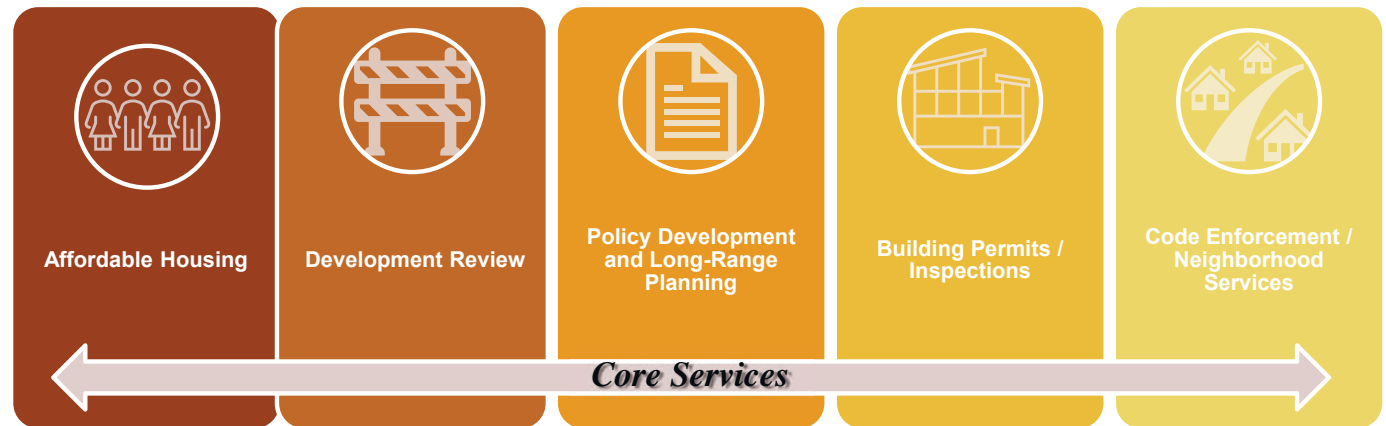 Affordable Housing
Development Review
Policy Development
and Long-Range
Planning
Building Permits /
Inspections
Code Enforcement /
Neighborhood
Services
Core Services